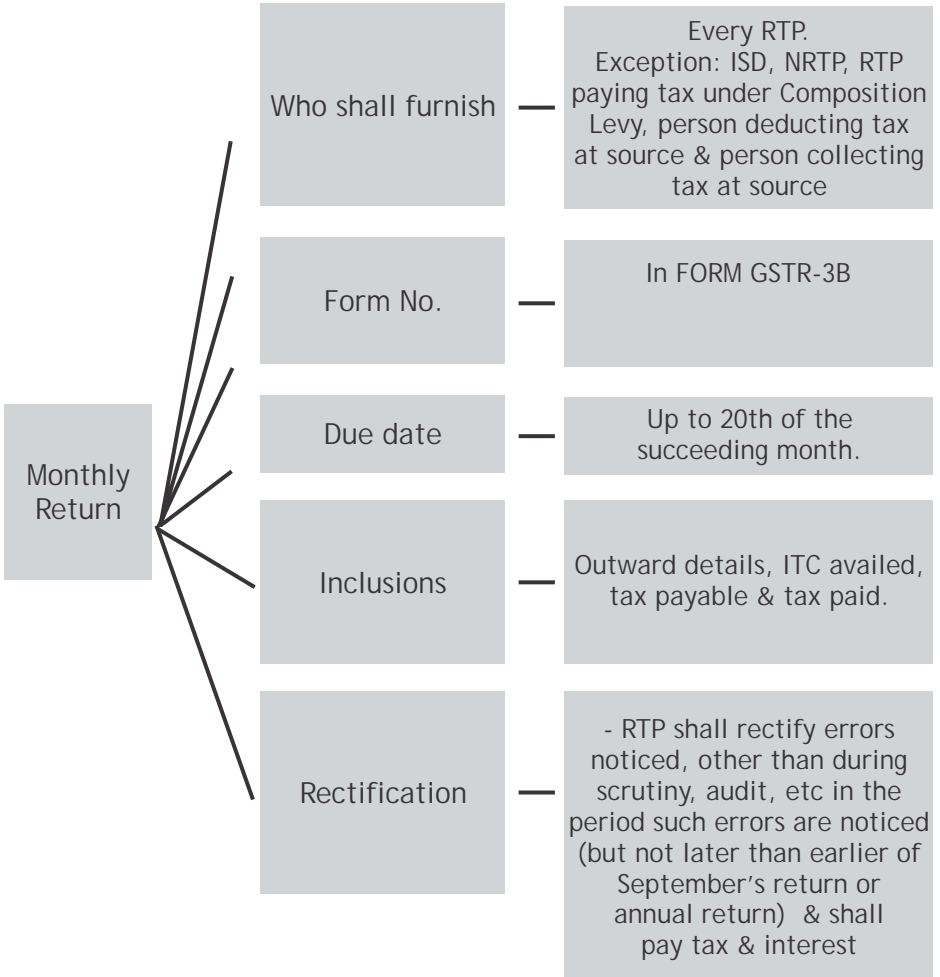 Monthly
Return
Who shall furnish
Every RTP.
Exception: ISD, NRTP, RTP
paying tax under Composition
Levy, person deducting tax
at source & person collecting
tax at source
Form No.
In FORM GSTR-3B
Due date
Up to 20th of the
succeeding month.
Inclusions
Outward details, ITC availed,
tax payable & tax paid.
Rectification
- RTP shall rectify errors
noticed, other than during
scrutiny, audit, etc in the
period such errors are noticed
(but not later than earlier of
September's return or
annual return) & shall
pay tax & interest